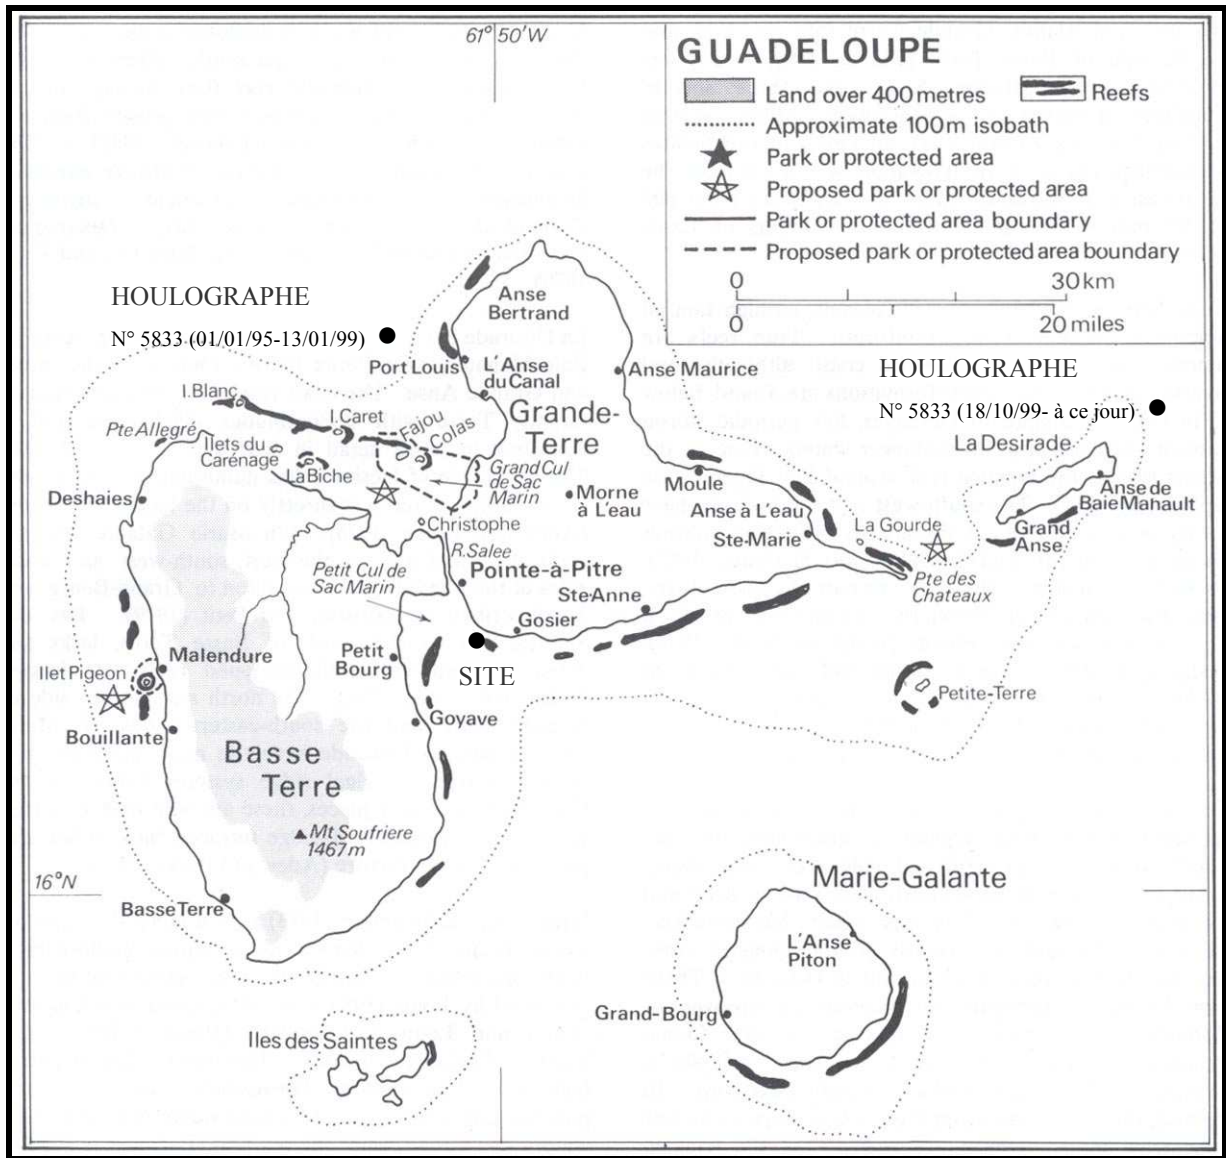 61°50'W
GUADELOUPE
Land over 400 metres
Reefs
Approximate 100m isobath
Park or protected area
Proposed park or protected area
Park or protected area boundary
Proposed park or protected area boundary
0
30km
0
20 miles
HOULOGRAPHE
N° 5833 (01/01/95-13/01/99)
HOULOGRAPHE
N° 5833 (18/10/99- à ce jour)
Anse
Bertrand
Port Louis
L'Anse
du Canal
Anse Maurice
Grande-
Terre
I.Blanc
I.Caret
Fajou
Colas
Pte Allegré
Ilets du
Carénage
La Biche
Grand Cul
de Sac
Marin
Deshaies
Christophe
R.Salee
Morne
à L'eau
Moule
Anse à L'eau
Ste-Marie
La Gourde
La Desirade
Anse de
Baie Mahault
Grand
Anse
Pte des
Chateaux
Petit Cul de
Sac Marin
Pointe-à-Pitre
Ste-Anne
Gosier
SITE
Petit
Bourg
Malendure
Ilet Pigeon
Bouillante
Goyave
Petite-Terre
Basse
Terre
Mt Soufriere
1467m
16°N
Basse Terre
Marie-Galante
L'Anse
Piton
Grand-Bourg
Iles des Saintes